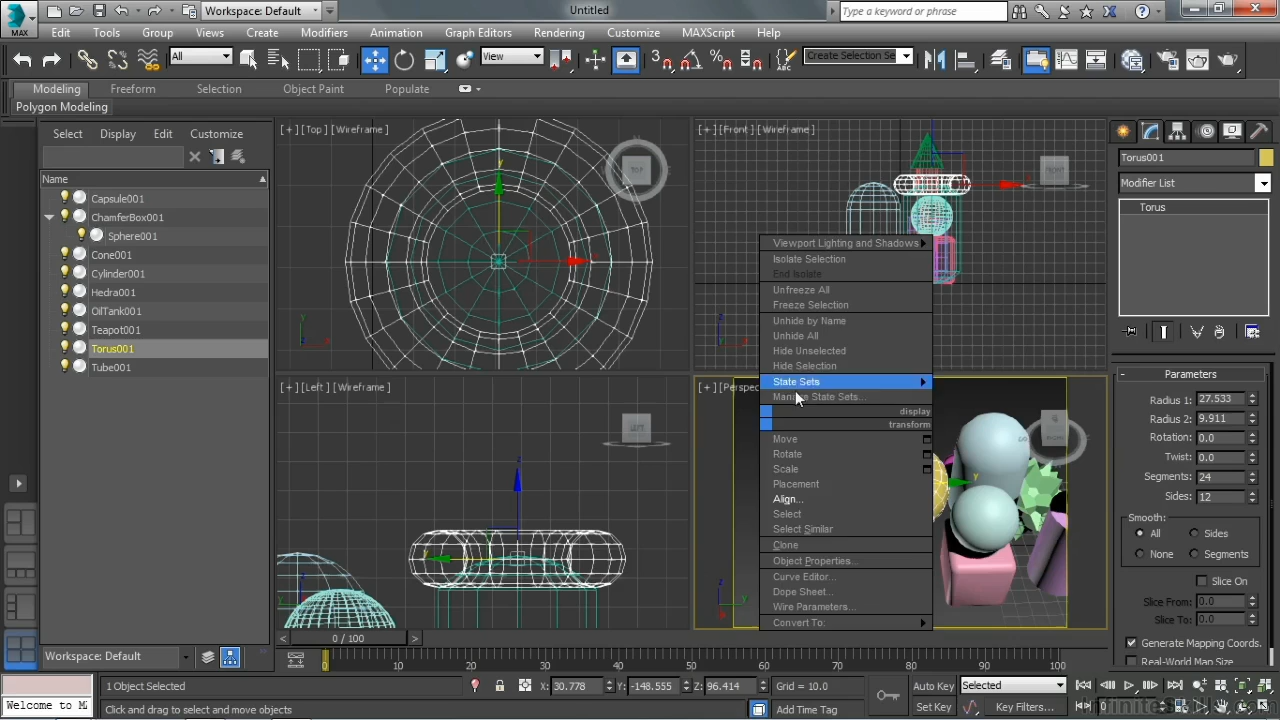 MAX
Workspace: Default
Untitled
Type a keyword or phrase
Edit Tools Group Views Create Modifiers Animation Graph Editors Rendering Customize MAXScript Help
All
View
Create Selection Se
Modeling Freeform Selection Object Paint Populate
Polygon Modeling
Select Display Edit Customize
Name
Capsule001
ChamferBox001
Sphere001
Cone001
Cylinder001
Hedra001
OilTank001
Teapot001
Torus001
Tube001
Workspace: Default
[ + ] [ Top ] [ Wireframe ]
TOP
[ + ] [ Front ] [ Wireframe ]
FRONT
[ + ] [ Left ] [ Wireframe ]
LEFT
[ + ] [ Perspec
Viewport Lighting and Shadows
Isolate Selection
End Isolate
Unfreeze All
Freeze Selection
Unhide by Name
Unhide All
Hide Unselected
Hide Selection
State Sets
Manage State Sets...
display
transform
Move
Rotate
Scale
Placement
Align...
Select
Select Similar
Clone
Object Properties...
Curve Editor...
Dope Sheet...
Wire Parameters...
Convert To:
Torus001
Modifier List
Torus
- Parameters
Radius 1: 27.533
Radius 2: 9.911
Rotation: 0.0
Twist: 0.0
Segments: 24
Sides: 12
Smooth:
All Sides
None Segments
Slice On
Slice From: 0.0
Slice To: 0.0
Generate Mapping Coords.
Real-World Map Size
< 0 / 100 >
0 10 20 30 40 50 60 70 80 90 100
Welcome to M
1 Object Selected
X: 30.778 Y: -148.555 Z: 96.414 Grid = 10.0
Click and drag to select and move objects
Add Time Tag
Auto Key Selected
Set Key Key Filters...